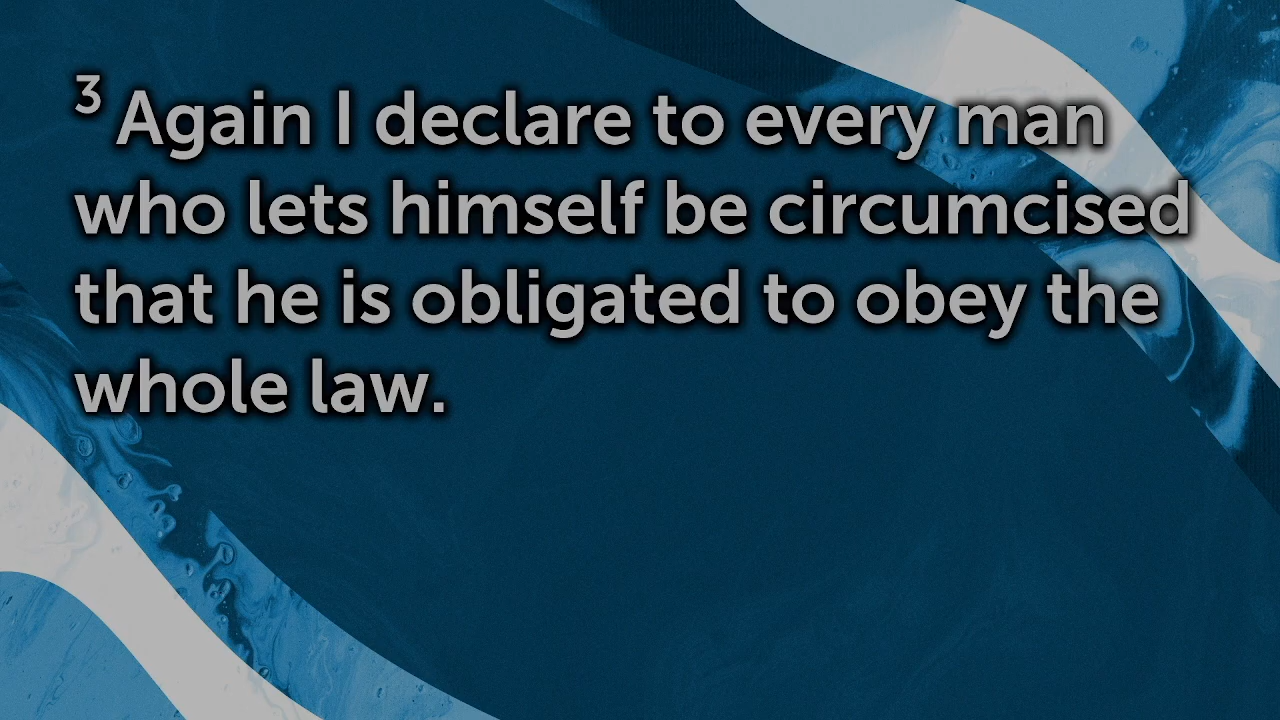 3 Again I declare to every man
who lets himself be circumcised
that he is obligated to obey the
whole law.